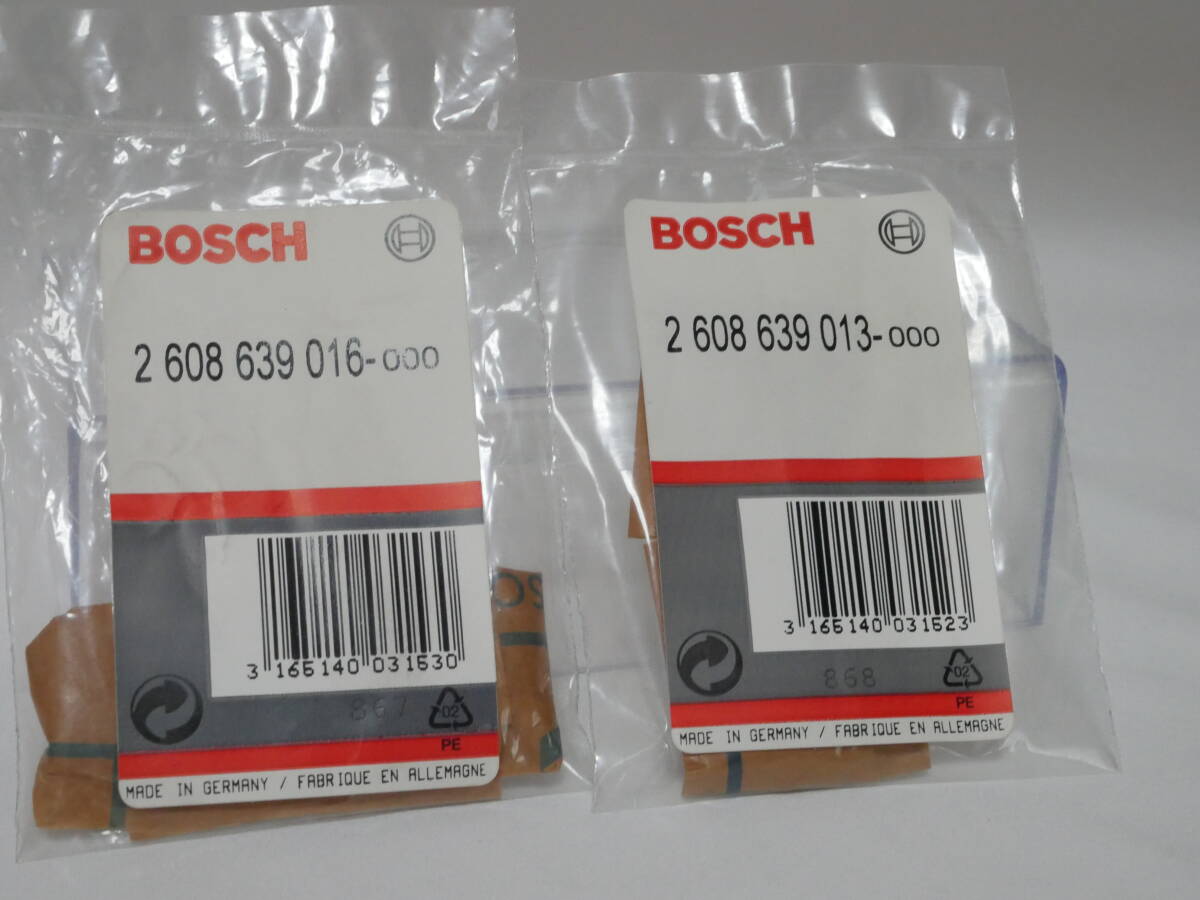 BOSCH
2 608 639 016-000
3 165140 031530
867
02
PE
MADE IN GERMANY / FABRIQUE EN ALLEMAGNE
BOSCH
2 608 639 013-000
3 165140 031523
868
02
PE
MADE IN GERMANY / FABRIQUE EN ALLEMAGNE